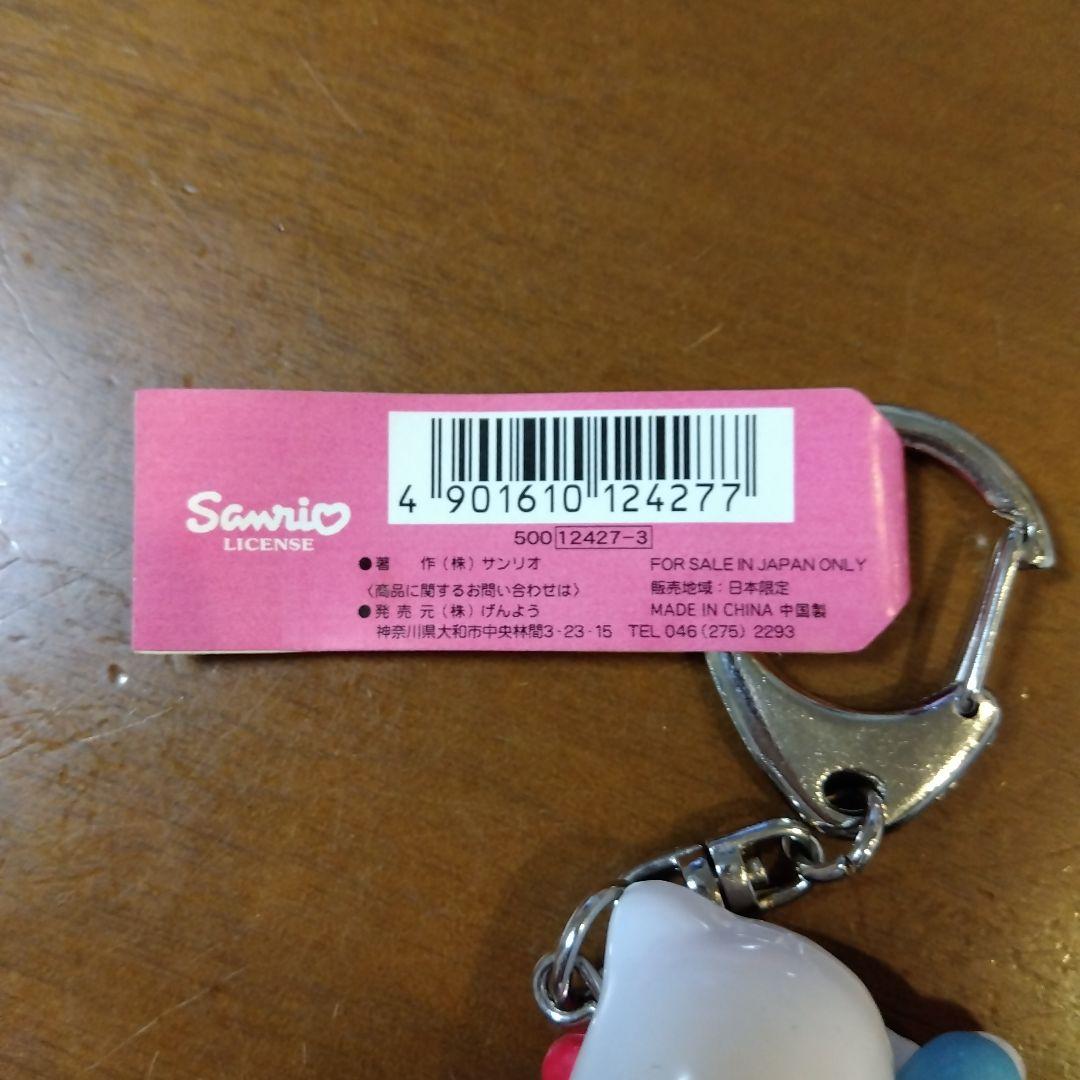 Sanrio
LICENSE
4 901610 124277
500 12427-3
●著 作(株)サンリオ
〈商品に関するお問い合わせは〉
●発売元(株)げんよう
神奈川県大和市中央林間3-23-15 TEL 046(275)2293
FOR SALE IN JAPAN ONLY
販売地域:日本限定
MADE IN CHINA 中国製